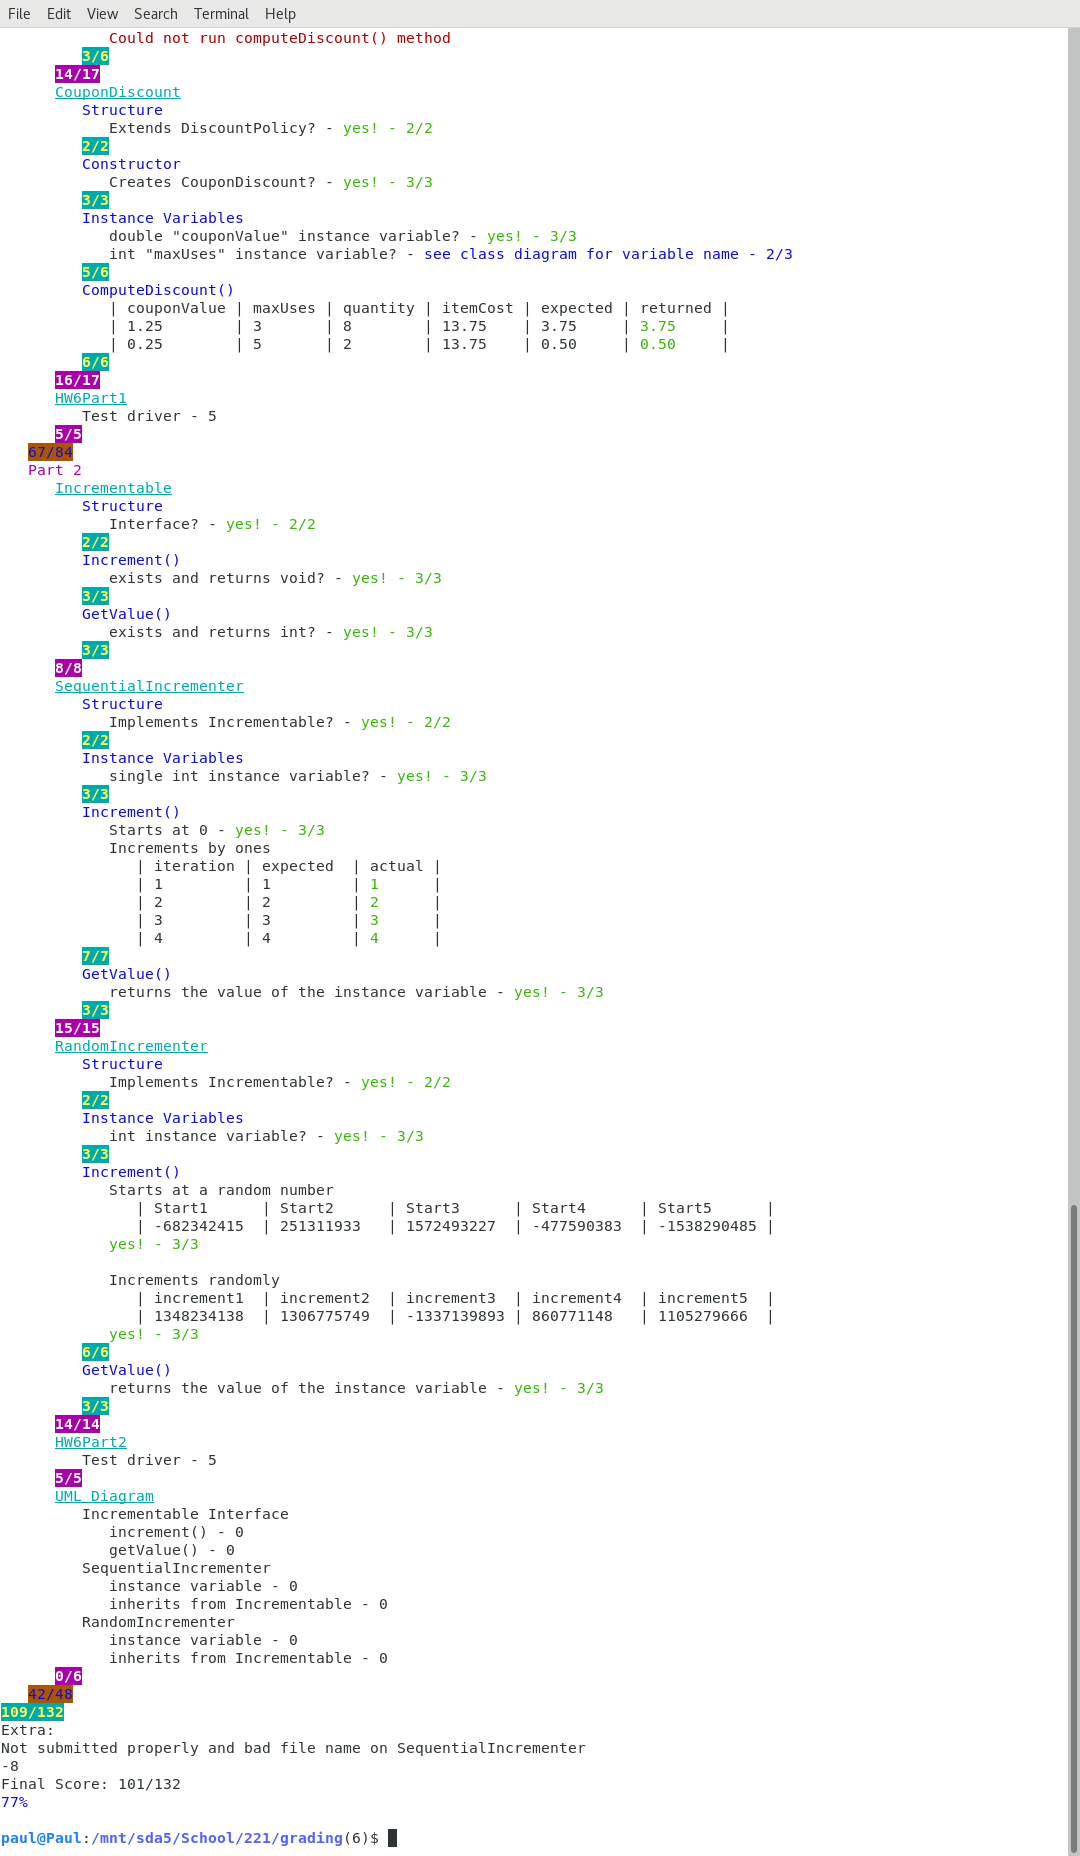 File Edit View Search Terminal Help
Could not run computeDiscount() method
3/6
14/17
CouponDiscount
Structure
Extends DiscountPolicy? - yes! - 2/2
2/2
Constructor
Creates CouponDiscount? - yes! - 3/3
3/3
Instance Variables
double "couponValue" instance variable? - yes! - 3/3
int "maxUses" instance variable? - see class diagram for variable name - 2/3
5/6
ComputeDiscount()
| couponValue | maxUses | quantity | itemCost | expected | returned |
| 1.25 | 3 | 8 | 13.75 | 3.75 | 3.75 |
| 0.25 | 5 | 2 | 13.75 | 0.50 | 0.50 |
6/6
16/17
HW6Part1
Test driver - 5
5/5
67/84
Part 2
Incrementable
Structure
Interface? - yes! - 2/2
2/2
Increment()
exists and returns void? - yes! - 3/3
3/3
GetValue()
exists and returns int? - yes! - 3/3
3/3
8/8
SequentialIncrementer
Structure
Implements Incrementable? - yes! - 2/2
2/2
Instance Variables
single int instance variable? - yes! - 3/3
3/3
Increment()
Starts at 0 - yes! - 3/3
Increments by ones
| iteration | expected | actual |
| 1 | 1 | 1 |
| 2 | 2 | 2 |
| 3 | 3 | 3 |
| 4 | 4 | 4 |
7/7
GetValue()
returns the value of the instance variable - yes! - 3/3
3/3
15/15
RandomIncrementer
Structure
Implements Incrementable? - yes! - 2/2
2/2
Instance Variables
int instance variable? - yes! - 3/3
3/3
Increment()
Starts at a random number
| Start1 | Start2 | Start3 | Start4 | Start5 |
| -682342415 | 251311933 | 1572493227 | -477590383 | -1538290485 |
yes! - 3/3
Increments randomly
| increment1 | increment2 | increment3 | increment4 | increment5 |
| 1348234138 | 1306775749 | -1337139893 | 860771148 | 1105279666 |
yes! - 3/3
6/6
GetValue()
returns the value of the instance variable - yes! - 3/3
3/3
14/14
HW6Part2
Test driver - 5
5/5
UML Diagram
Incrementable Interface
increment() - 0
getValue() - 0
SequentialIncrementer
instance variable - 0
inherits from Incrementable - 0
RandomIncrementer
instance variable - 0
inherits from Incrementable - 0
0/6
42/48
109/132
Extra:
Not submitted properly and bad file name on SequentialIncrementer
-8
Final Score: 101/132
77%
paul@Paul:/mnt/sda5/School/221/grading(6)$